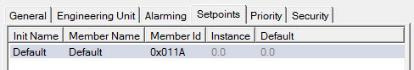 General Engineering Unit Alarming Setpoints Priority Security
Init Name Member Name Member Id Instance Default
Default Default 0x011A 0.0 0.0